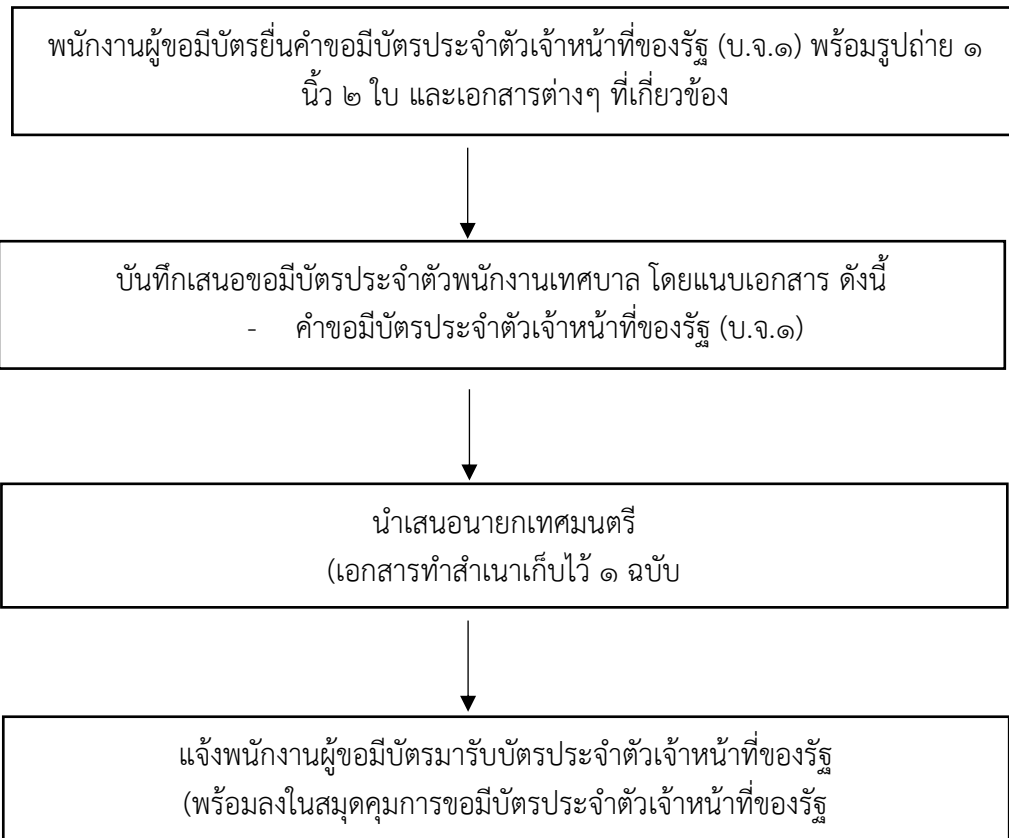 พนักงานผู้ขอมีบัตรยื่นคำขอมีบัตรประจำตัวเจ้าหน้าที่ของรัฐ (บ.จ.๑) พร้อมรูปถ่าย ๑
นิ้ว ๒ ใบ และเอกสารต่างๆ ที่เกี่ยวข้อง
บันทึกเสนอขอมีบัตรประจำตัวพนักงานเทศบาล โดยแนบเอกสาร ดังนี้
- คำขอมีบัตรประจำตัวเจ้าหน้าที่ของรัฐ (บ.จ.๑)
นำเสนอนายกเทศมนตรี
(เอกสารทำสำเนาเก็บไว้ ๑ ฉบับ
แจ้งพนักงานผู้ขอมีบัตรมารับบัตรประจำตัวเจ้าหน้าที่ของรัฐ
(พร้อมลงในสมุดคุมการขอมีบัตรประจำตัวเจ้าหน้าที่ของรัฐ